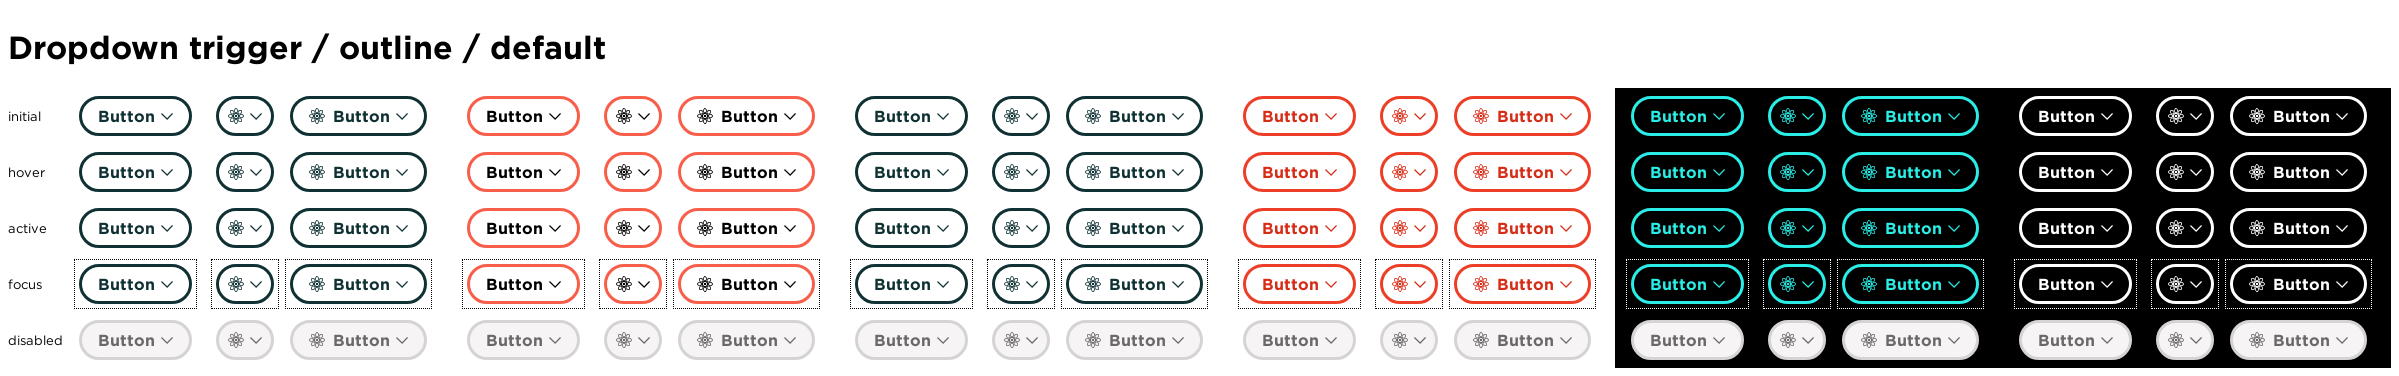 Dropdown trigger / outline / default
initial Button Button Button Button Button Button Button Button Button Button Button Button
hover Button Button Button Button Button Button Button Button Button Button Button Button
active Button Button Button Button Button Button Button Button Button Button Button Button
focus Button Button Button Button Button Button Button Button Button Button Button Button
disabled Button Button Button Button Button Button Button Button Button Button Button Button